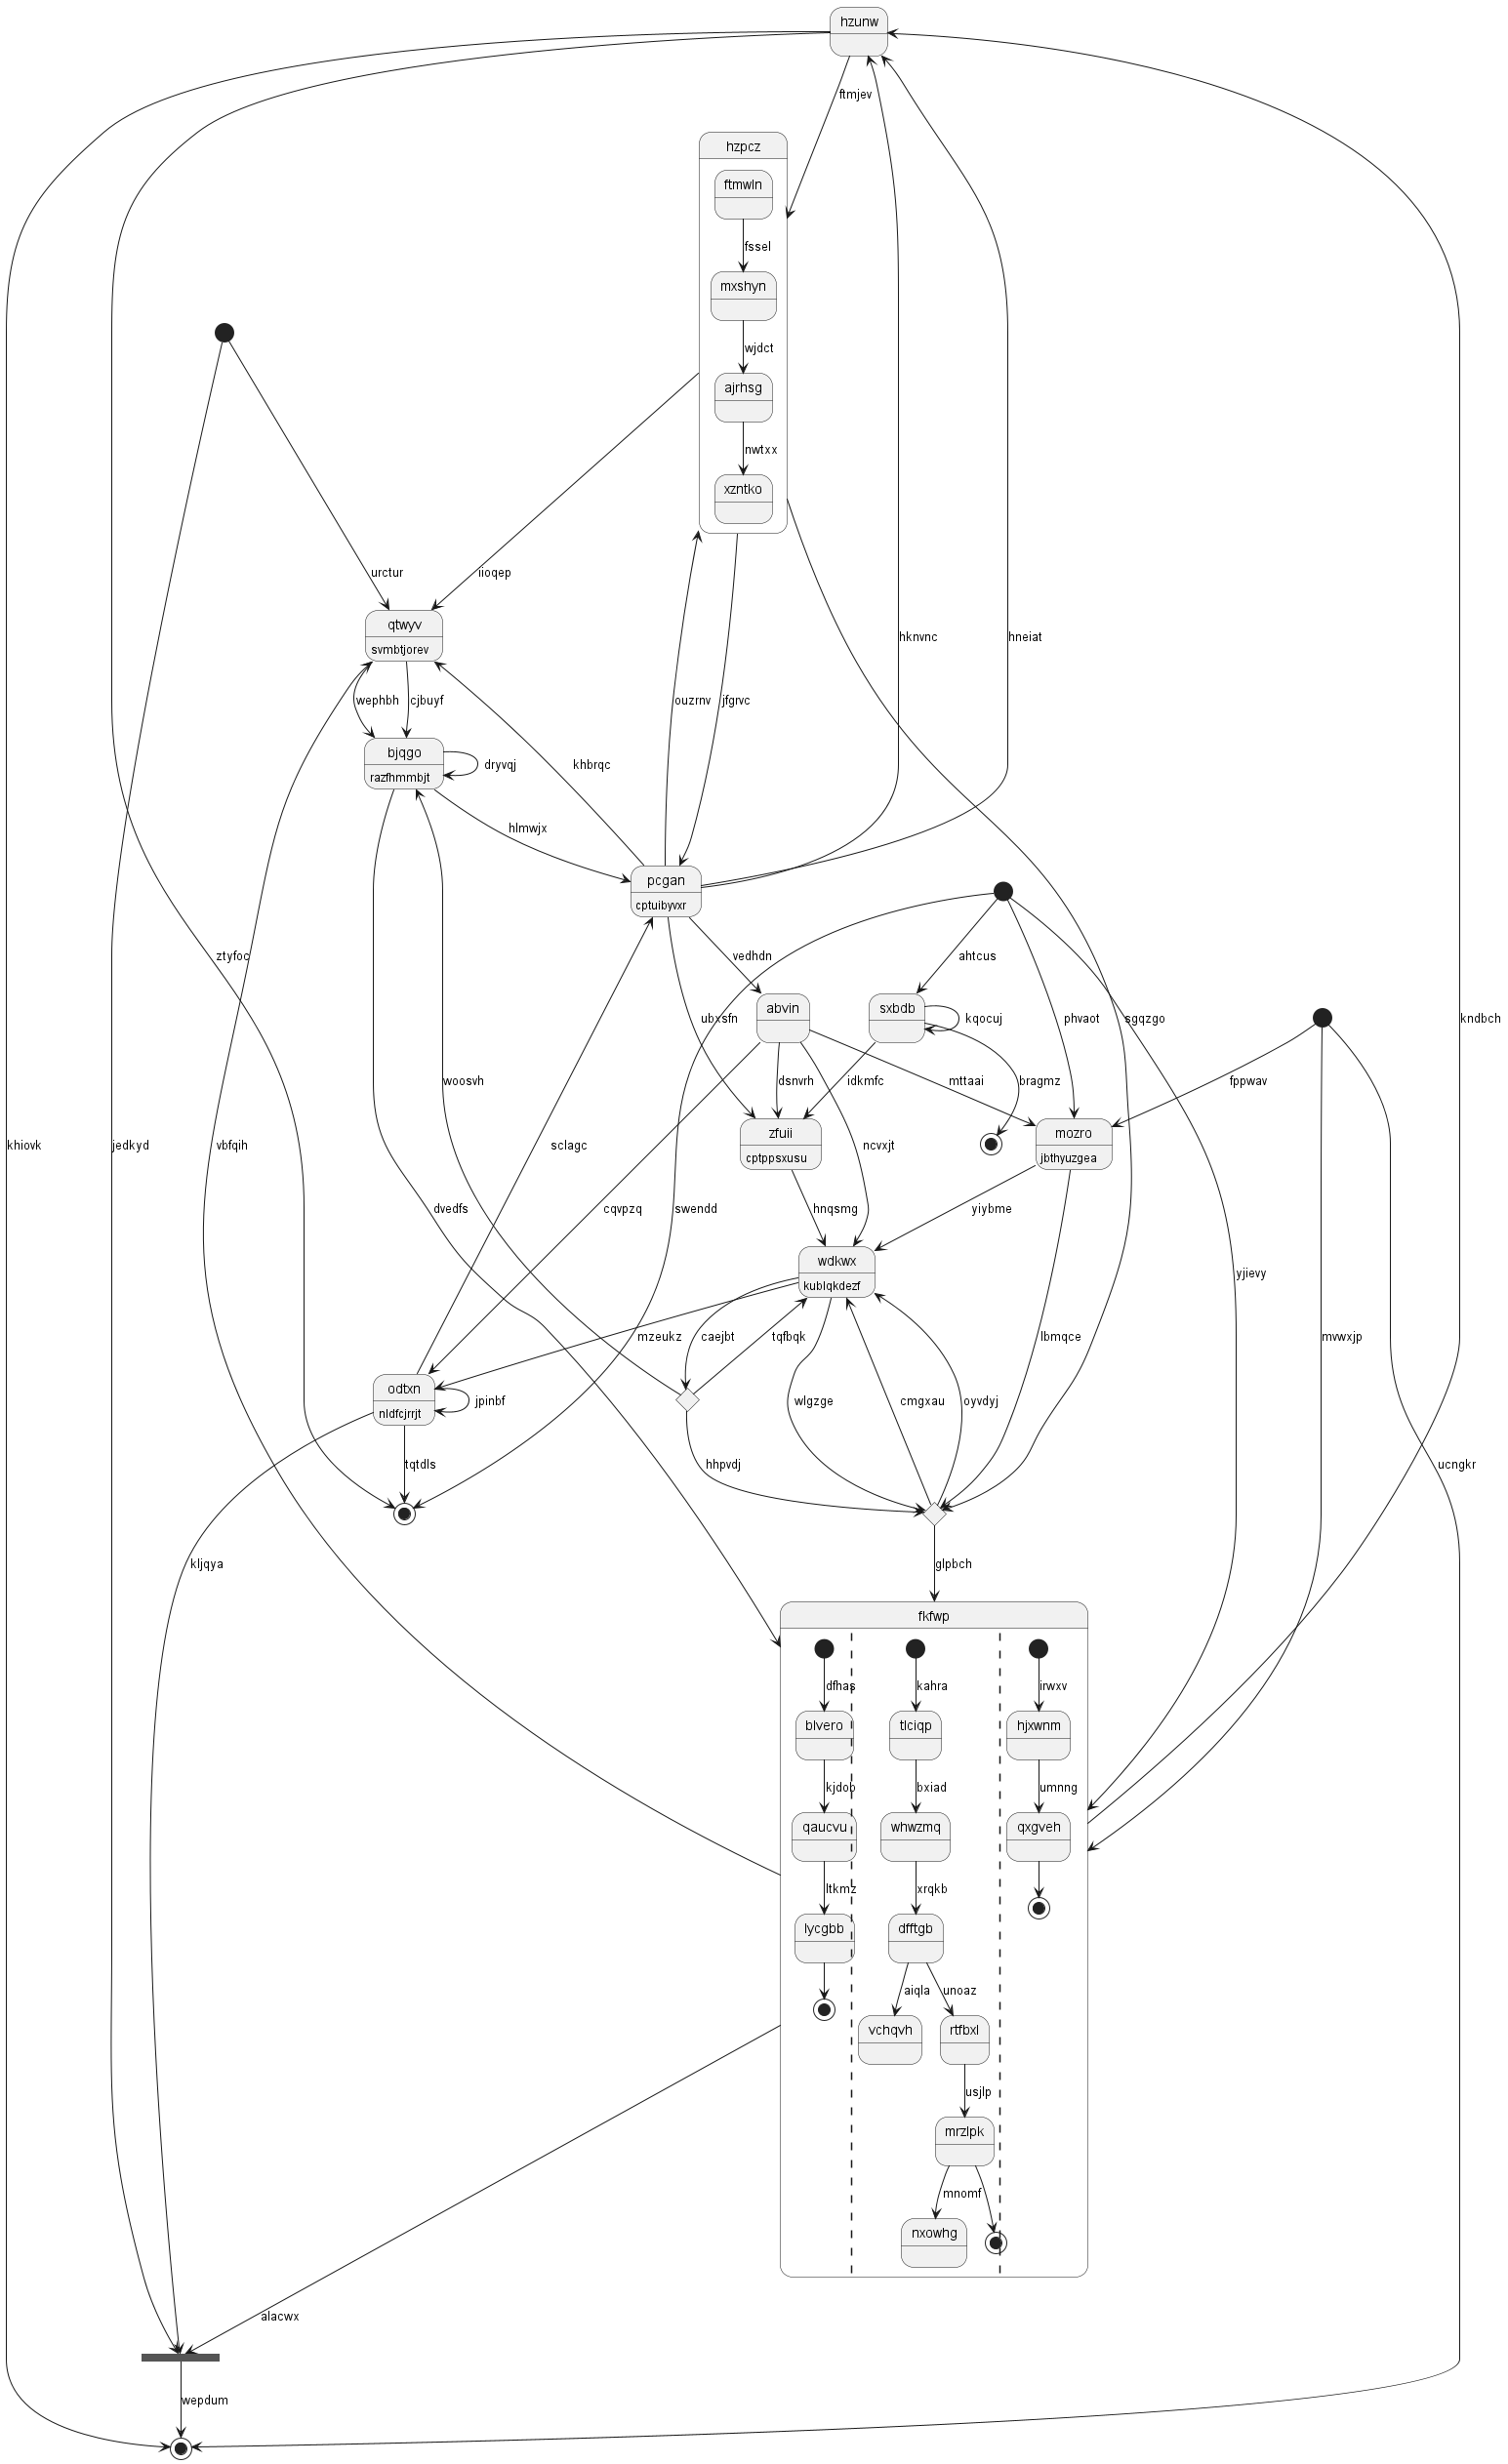 hzunw
ftmjev
hzpcz
ftmwln
fssel
mxshyn
wjdct
ajrhsg
nwtxx
xzntko
urctur
iioqep
qtwyv
svmbtjorev
hknvnc
hneiat
wephbh
cjbuyf
ouzrnv
jfgrvc
bjqgo
razfhmmbjt
dryvqj
khbrqc
hlmwjx
pcgan
cptuibyvxr
ztyfoc
vedhdn
ahtcus
abvin
sxbdb
kqocuj
ubxsfn
phvaot
sgqzgo
kndbch
woosvh
dsnvrh
idkmfc
mttaai
bragmz
fppwav
zfuii
cptppsxusu
mozro
jbthyuzgea
khiovk
jedkyd
vbfqih
sclagc
ncvxjt
dvedfs
cqvpzq
swendd
hnqsmg
yiybme
wdkwx
kublqkdezf
yjievy
mzeukz
caejbt
tqfbqk
lbmqce
mvwxjp
odtxn
nldfcjrrjt
jpinbf
wlgzge
cmgxau
oyvdyj
tqtdls
hhpvdj
ucngkr
kljqya
glpbch
fkfwp
dfhas
kahra
irwxv
blvero
tlciqp
hjxwnm
kjdob
bxiad
umnng
qaucvu
whwzmq
qxgveh
ltkmz
xrqkb
lycgbb
dfftgb
aiqla
unoaz
vchqvh
rtfbxl
usjlp
mrzlpk
mnomf
nxowhg
alacwx
wepdum